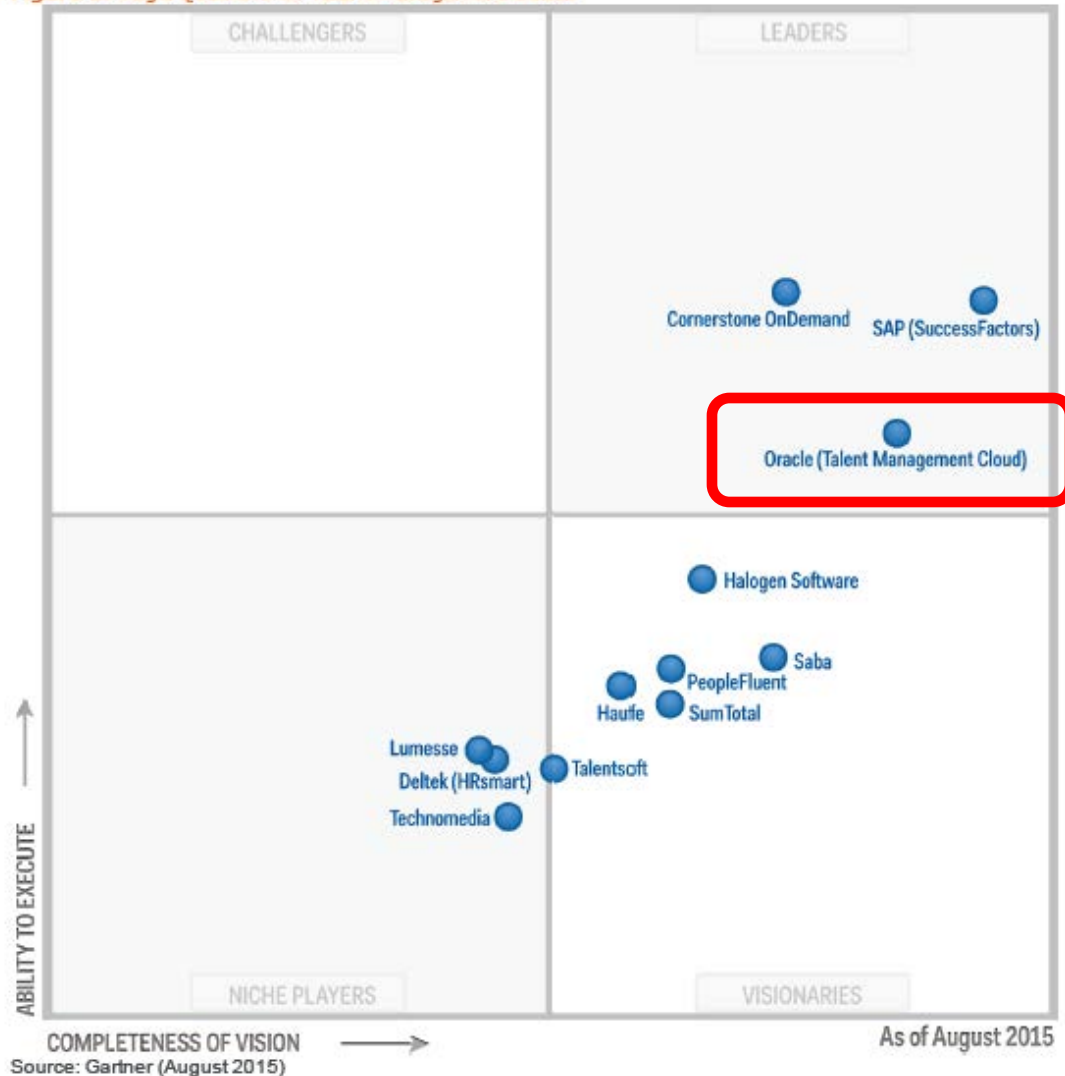 CHALLENGERS
LEADERS
Cornerstone OnDemand
SAP (SuccessFactors)
Oracle (Talent Management Cloud)
Halogen Software
Saba
PeopleFluent
Haufe
SumTotal
Lumesse
Talentsoft
Deltek (HRsmart)
Technomedia
ABILITY TO EXECUTE
NICHE PLAYERS
VISIONARIES
COMPLETENESS OF VISION
As of August 2015
Source: Gartner (August 2015)